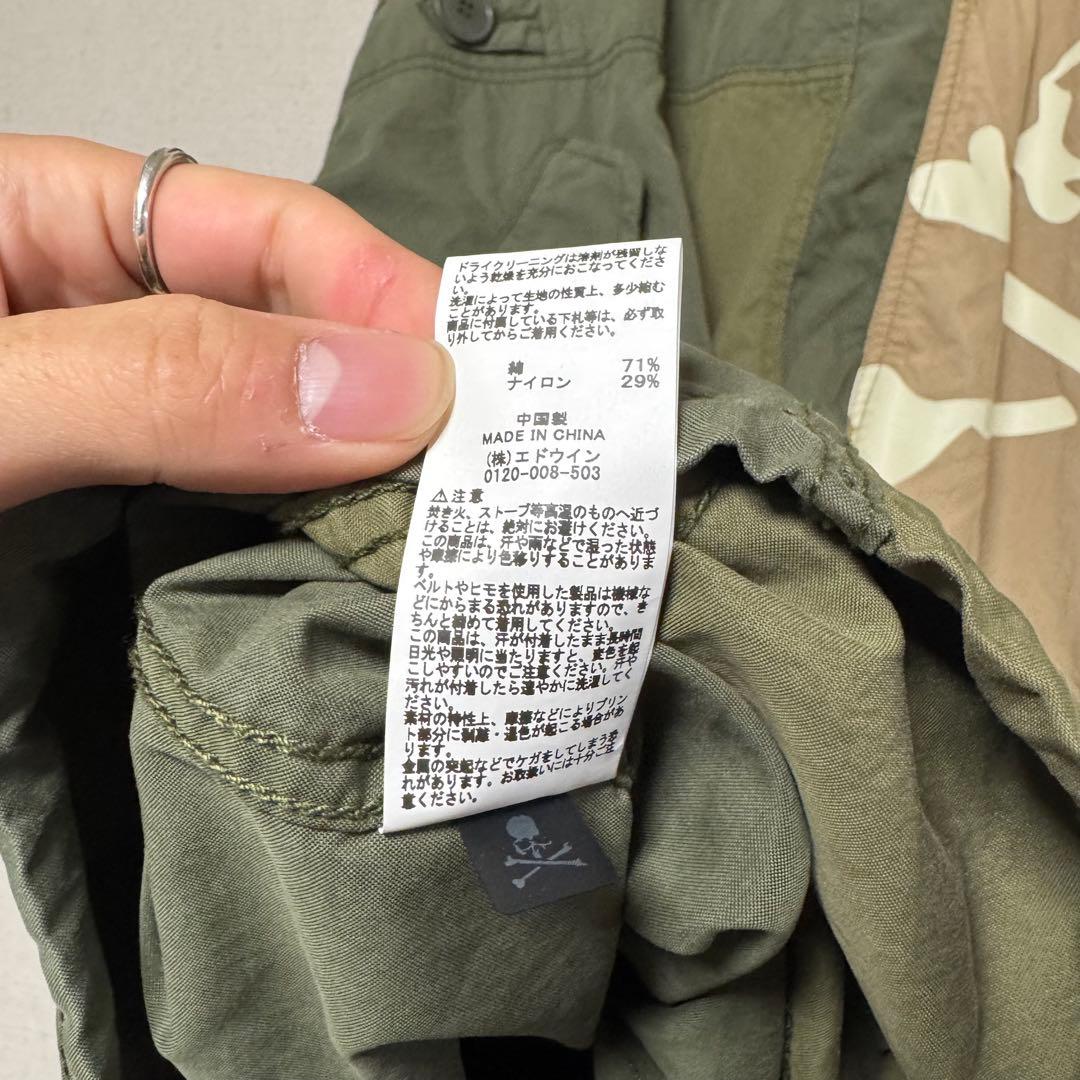 ドライクリーニングは溶剤が残留しな
いよう乾燥を充分におこなってくださ
い。
洗濯によって生地の性質上、多少縮む
ことがあります。
商品に付属している下札等は、必ず取
り外してからご着用ください。
綿 71%
ナイロン 29%
中国製
MADE IN CHINA
(株)エドウイン
0120-008-503
⚠注意
焚き火、ストーブ等高温のものへ近づ
けることは、絶対にお避けください。
この商品は、汗や雨などで湿った状態
や摩擦により色移りすることがありま
す。
ベルトやヒモを使用した製品は機械な
どにからまる恐れがありますので、き
ちんと締めて着用してください。
この商品は、汗が付着したまま長時間
日光や照明に当たりますと、変色を起
こしやすいのでご注意ください。汗や
汚れが付着したら速やかに洗濯してく
ださい。
素材の特性上、摩擦などによりプリン
ト部分に剥離・退色が起こる場合があ
ります。
金属の突起などでケガをしてしまう恐
れがあります。お取扱いには十分ご注
意ください。